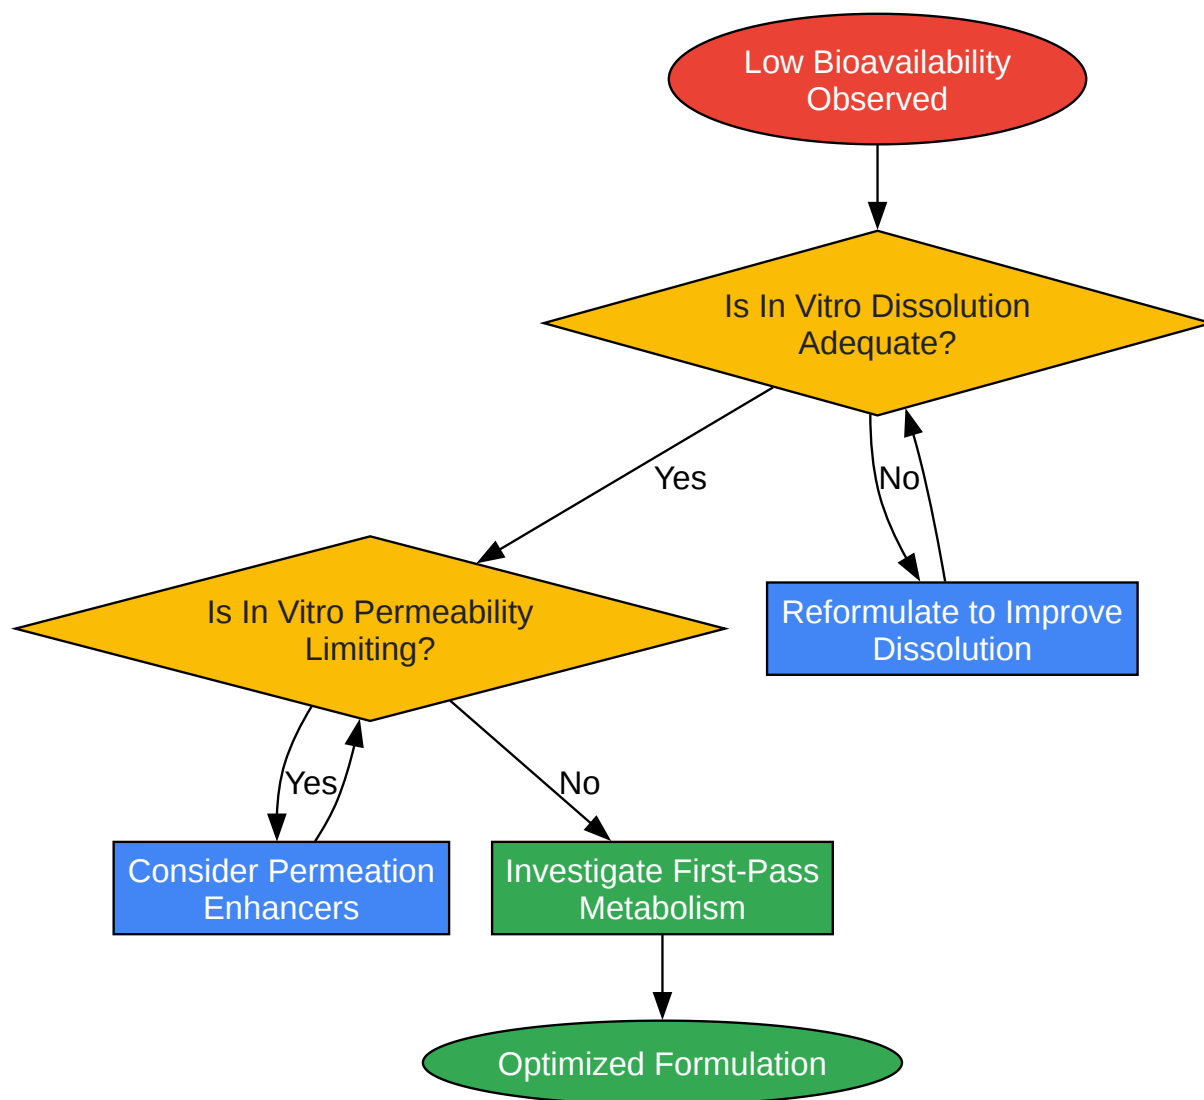 Low Bioavailability
Observed
Is In Vitro Dissolution
Adequate?
Yes
No
Is In Vitro Permeability
Limiting?
Reformulate to Improve
Dissolution
Yes
No
Consider Permeation
Enhancers
Investigate First-Pass
Metabolism
Optimized Formulation